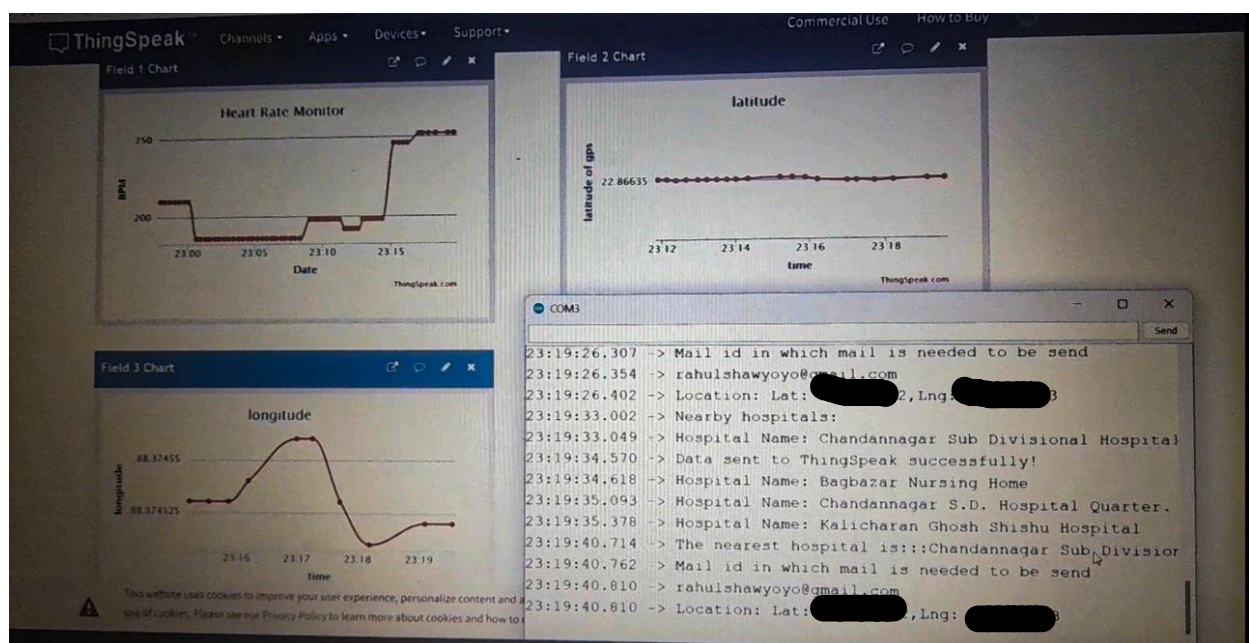 ThingSpeak™ Channels Apps Devices Support Commercial Use How to Buy
Field 1 Chart
Heart Rate Monitor
250
200
BPM
23:00 23:05 23:10 23:15
Date
ThingSpeak.com
Field 2 Chart
latitude
latitude of gps
22.86635
23:12 23:14 23:16 23:18
time
ThingSpeak.com
Field 3 Chart
longitude
longitude
88.37455
88.374525
23:16 23:17 23:18 23:19
time
This website uses cookies to improve your user experience, personalize content and a
use of cookies. Please see our Privacy Policy to learn more about cookies and how to
COM3
Send
23:19:26.307 -> Mail id in which mail is needed to be send
23:19:26.354 -> rahulshawyoyo@gmail.com
23:19:26.402 -> Location: Lat: 2,Lng: 3
23:19:33.002 -> Nearby hospitals:
23:19:33.049 -> Hospital Name: Chandannagar Sub Divisional Hospital
23:19:34.570 -> Data sent to ThingSpeak successfully!
23:19:34.618 -> Hospital Name: Bagbazar Nursing Home
23:19:35.093 -> Hospital Name: Chandannagar S.D. Hospital Quarter.
23:19:35.378 -> Hospital Name: Kalicharan Ghosh Shishu Hospital
23:19:40.714 -> The nearest hospital is:::Chandannagar Sub Division
23:19:40.762 -> Mail id in which mail is needed to be send
23:19:40.810 -> rahulshawyoyo@gmail.com
23:19:40.810 -> Location: Lat: ,Lng: